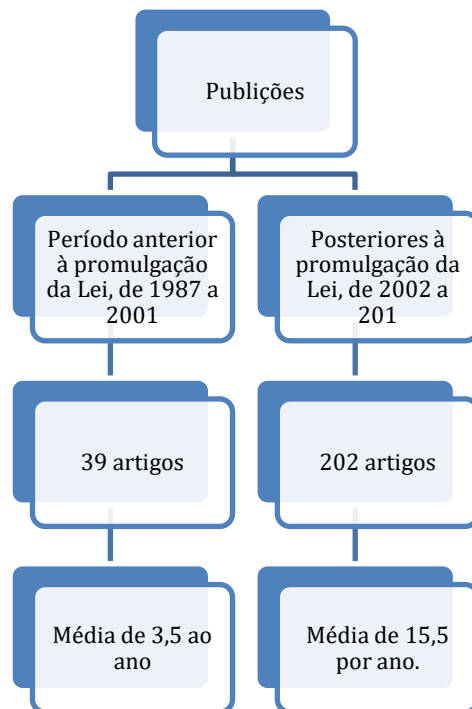 Publições
Período anterior
à promulgação
da Lei, de 1987 a
2001
Posteriores à
promulgação da
Lei, de 2002 a
201
39 artigos
202 artigos
Média de 3,5 ao
ano
Média de 15,5
por ano.